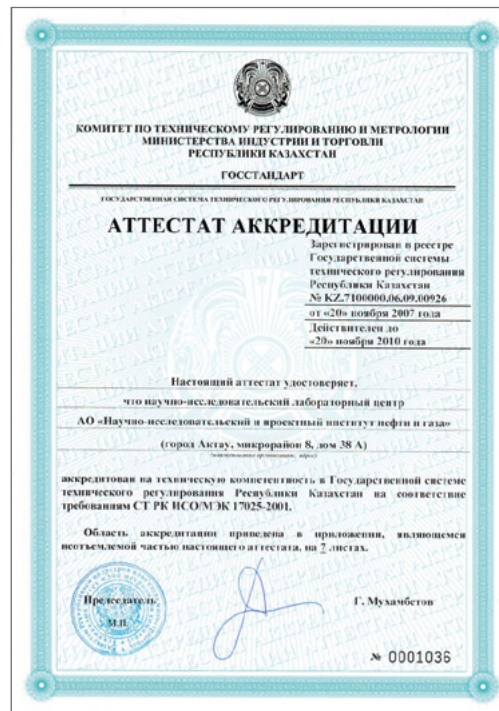 КОМИТЕТ ПО ТЕХНИЧЕСКОМУ РЕГУЛИРОВАНИЮ И МЕТРОЛОГИИ
МИНИСТЕРСТВА ИНДУСТРИИ И ТОРГОВЛИ
РЕСПУБЛИКИ КАЗАХСТАН
ГОССТАНДАРТ
ГОСУДАРСТВЕННАЯ СИСТЕМА ТЕХНИЧЕСКОГО РЕГУЛИРОВАНИЯ РЕСПУБЛИКИ КАЗАХСТАН
АТТЕСТАТ АККРЕДИТАЦИИ
Зарегистрирован в реестре
Государственной системы
технического регулирования
Республики Казахстан
№ KZ.7100000.06.09.00926
от «20» ноября 2007 года
Действителен до
«20» ноября 2010 года
Настоящий аттестат удостоверяет,
что научно-исследовательский лабораторный центр
АО «Научно-исследовательский и проектный институт нефти и газа»
(город Актау, микрорайон 8, дом 38 А)
(наименование организации, адрес)
аккредитован на техническую компетентность в Государственной системе
технического регулирования Республики Казахстан на соответствие
требованиям СТ РК ИСО/МЭК 17025-2001.
Область аккредитации приведена в приложении, являющемся
неотъемлемой частью настоящего аттестата, на 7 листах.
Председатель
Г. Мухамбетов
М.П.
№ 0001036